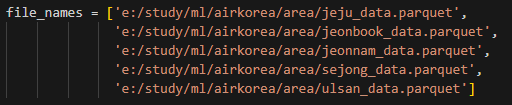 file_names = ['e:/study/ml/airkorea/area/jeju_data.parquet',
'e:/study/ml/airkorea/area/jeonbook_data.parquet',
'e:/study/ml/airkorea/area/jeonnam_data.parquet',
'e:/study/ml/airkorea/area/sejong_data.parquet',
'e:/study/ml/airkorea/area/ulsan_data.parquet']